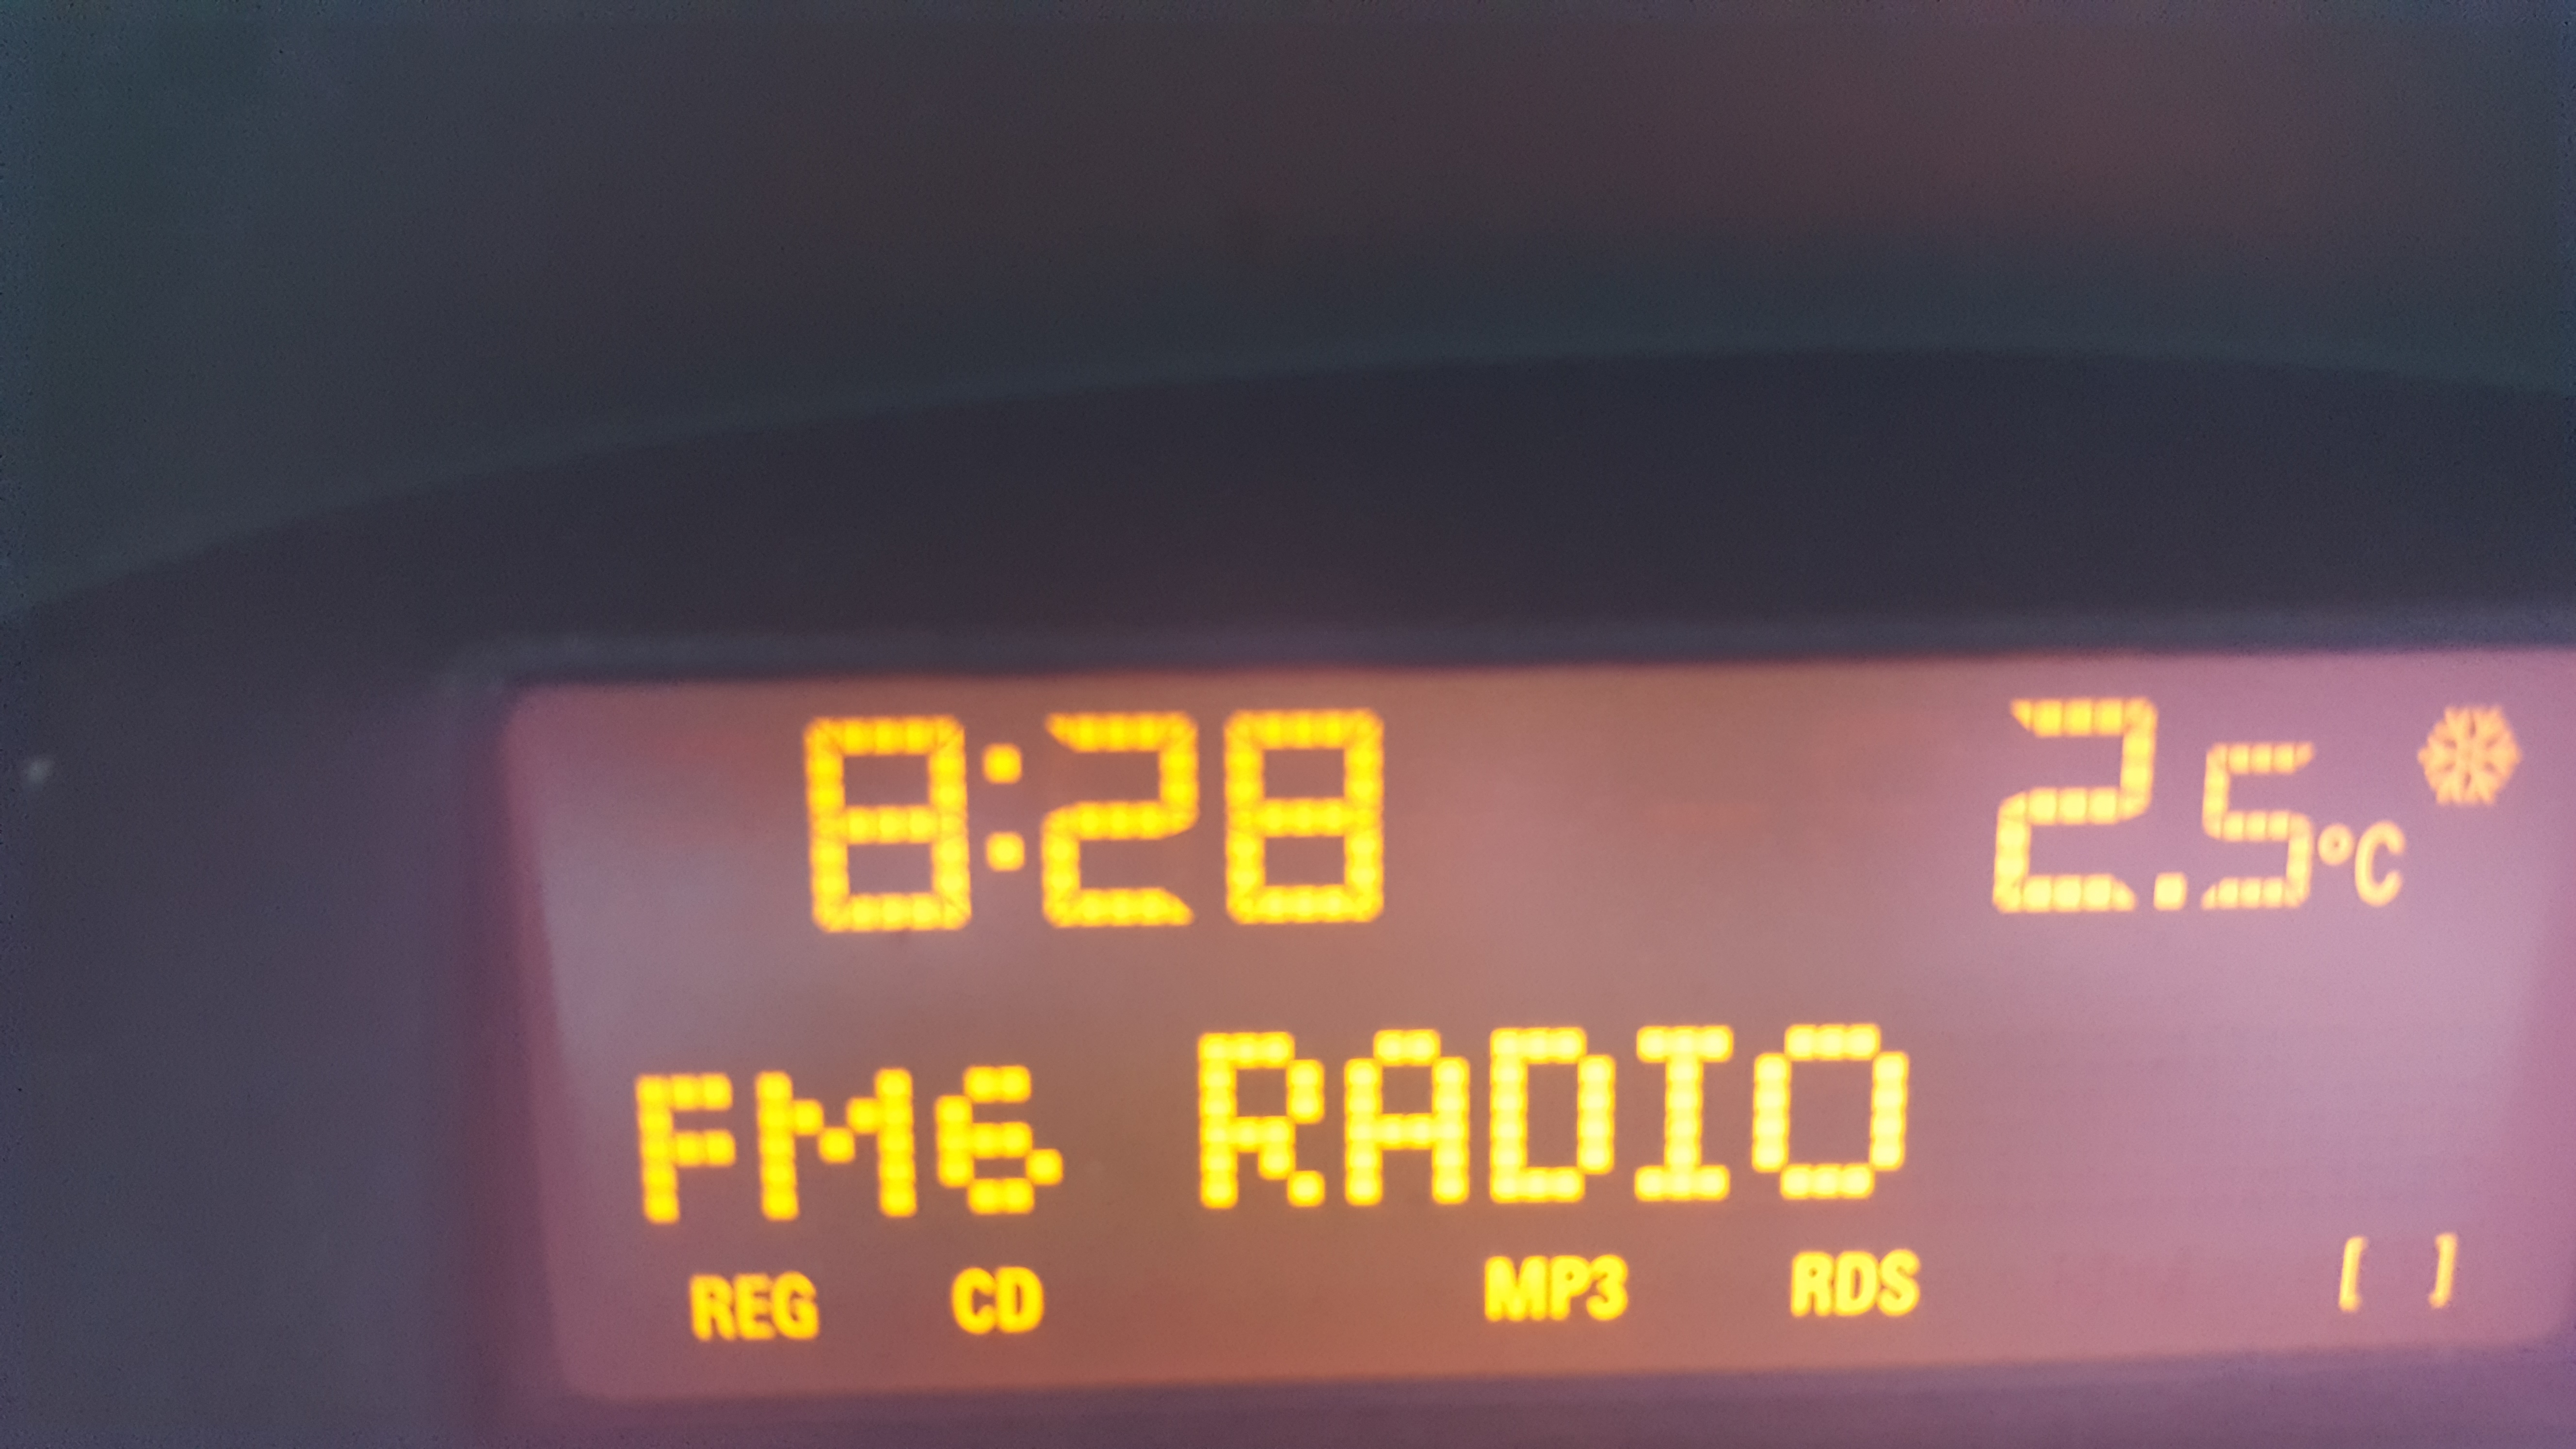 8:28 2.5°C
FM6 RADIO
REG CD MP3 RDS [ ]